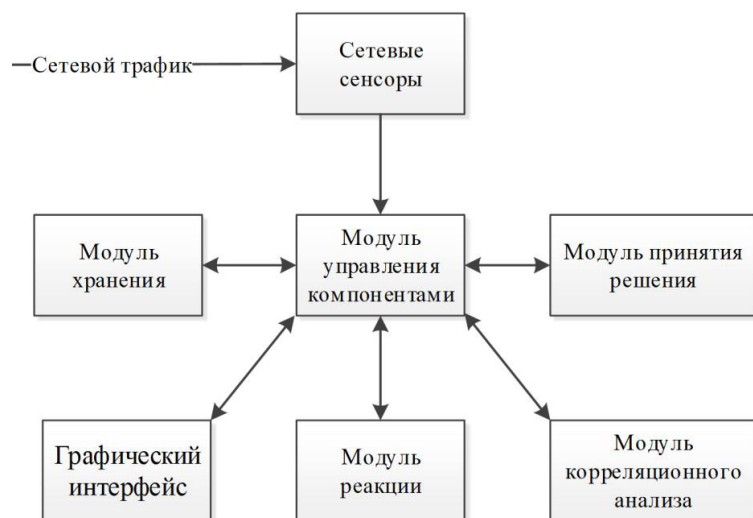 Сетевой трафик
Сетевые
сенсоры
Модуль
хранения
Модуль
управления
компонентами
Модуль принятия
решения
Графический
интерфейс
Модуль
реакции
Модуль
корреляционного
анализа